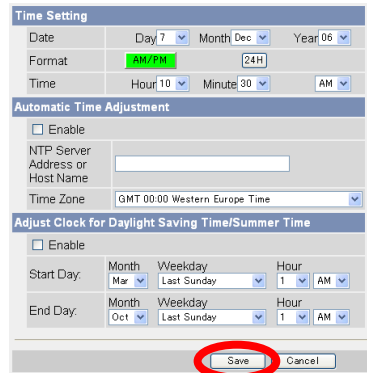 Time Setting
Date Day 7 Month Dec Year 06
Format AM/PM 24H
Time Hour 10 Minute 30 AM
Automatic Time Adjustment
Enable
NTP Server
Address or
Host Name
Time Zone GMT 00:00 Western Europe Time
Adjust Clock for Daylight Saving Time/Summer Time
Enable
Month Weekday Hour
Start Day: Mar Last Sunday 1 AM
Month Weekday Hour
End Day: Oct Last Sunday 1 AM
Save Cancel